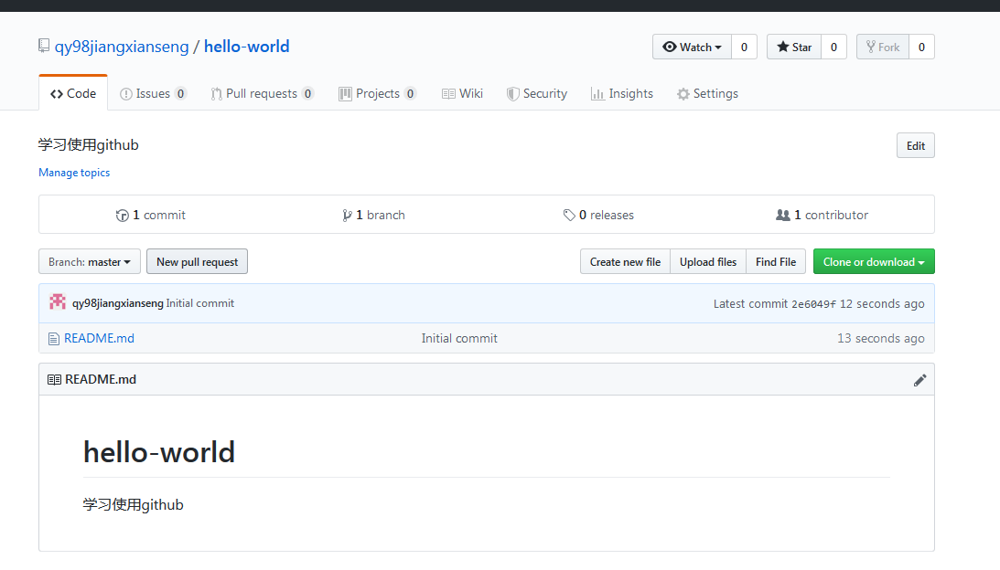 qy98jiangxianseng / hello-world
Watch 0 Star 0 Fork 0
Code Issues 0 Pull requests 0 Projects 0 Wiki Security Insights Settings
学习使用github Edit
Manage topics
1 commit 1 branch 0 releases 1 contributor
Branch: master New pull request Create new file Upload files Find File Clone or download
qy98jiangxianseng Initial commit Latest commit 2e6049f 12 seconds ago
README.md Initial commit 13 seconds ago
README.md
hello-world
学习使用github